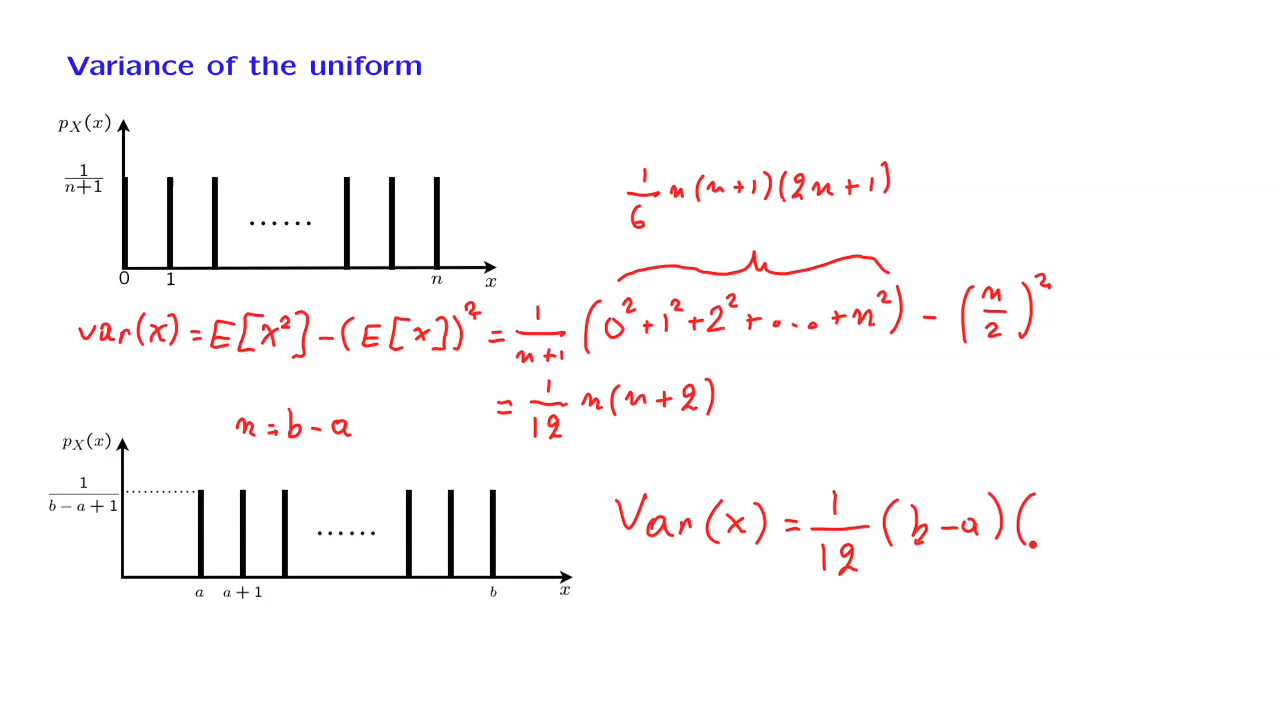 Variance of the uniform
p_X(x)
1/(n+1)
......
0 1 n x
1/6 n(n+1)(2n+1)
var(X) = E[X²] - (E[X])² = 1/(n+1) (0² + 1² + 2² + ... + n²) - (n/2)²
= 1/12 n(n+2)
n = b - a
p_X(x)
1/(b-a+1)
......
a a+1 b x
Var(X) = 1/12 (b-a)(